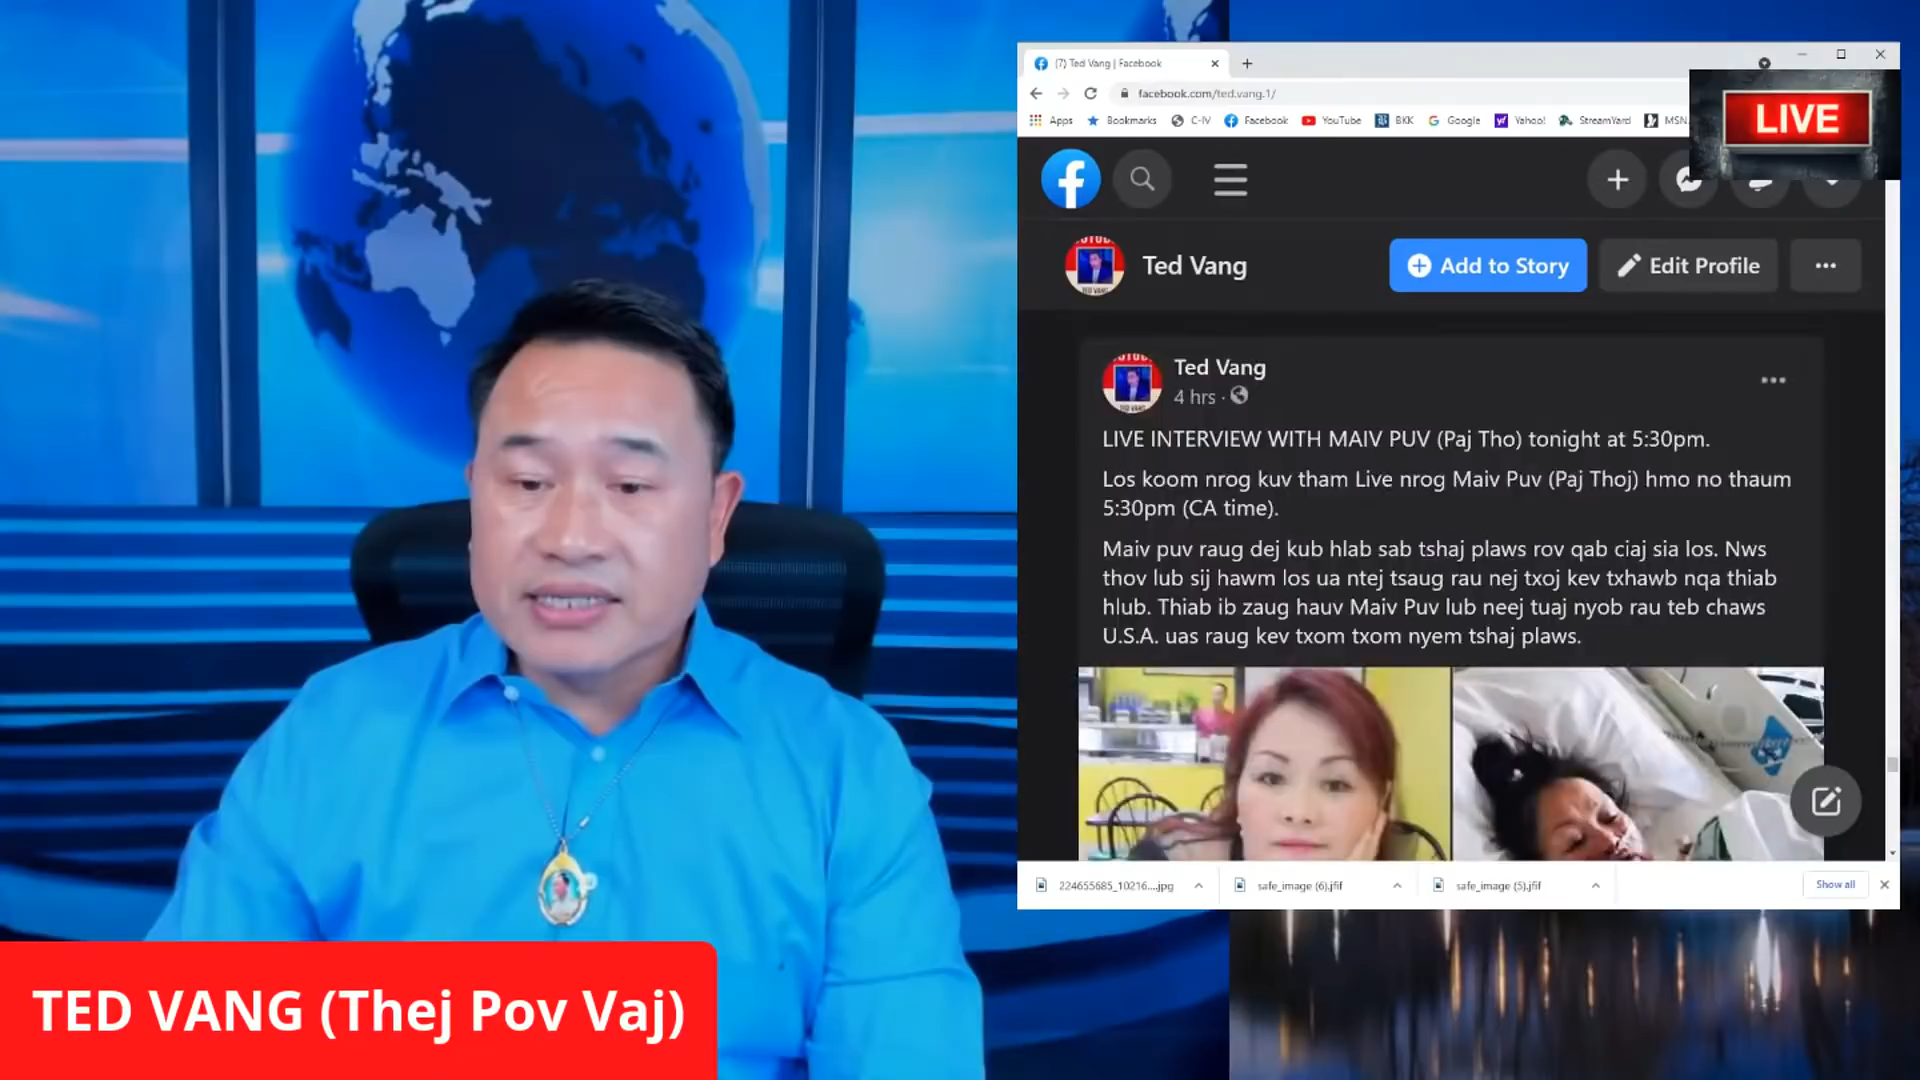 (7) Ted Vang | Facebook
facebook.com/ted.vang.1/
Apps Bookmarks C-IV Facebook YouTube BKK Google Yahoo! StreamYard MSN
LIVE
Ted Vang
Add to Story
Edit Profile
Ted Vang
4 hrs ·
LIVE INTERVIEW WITH MAIV PUV (Paj Tho) tonight at 5:30pm.
Los koom nrog kuv tham Live nrog Maiv Puv (Paj Thoj) hmo no thaum
5:30pm (CA time).
Maiv puv raug dej kub hlab sab tshaj plaws rov qab ciaj sia los. Nws
thov lub sij hawm los ua ntej tsaug rau nej txoj kev txhawb nqa thiab
hlub. Thiab ib zaug hauv Maiv Puv lub neej tuaj nyob rau teb chaws
U.S.A. uas raug kev txom txom nyem tshaj plaws.
224655685_10216....jpg
safe_image (6).jfif
safe_image (5).jfif
Show all
TED VANG (Thej Pov Vaj)